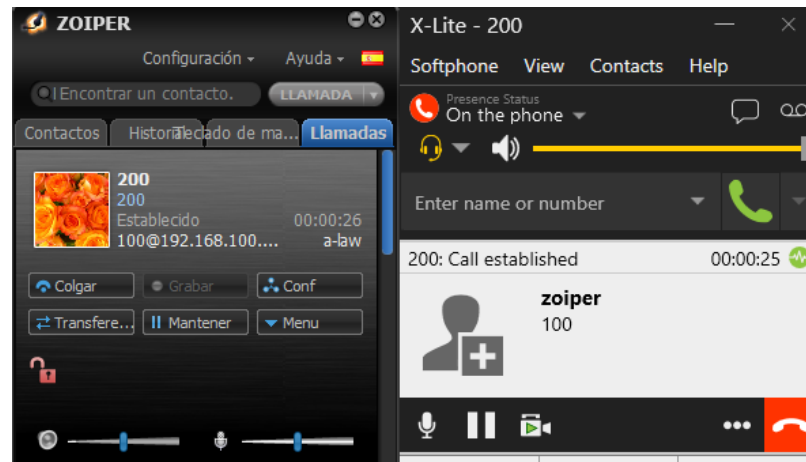 ZOIPER
Configuración Ayuda
Encontrar un contacto. LLAMADA
Contactos Historial Teclado de ma... Llamadas
200
200
Establecido 00:00:26
100@192.168.100.... a-law
Colgar Grabar Conf
Transfere... Mantener Menu
X-Lite - 200
Softphone View Contacts Help
Presence Status
On the phone
Enter name or number
200: Call established 00:00:25
zoiper
100